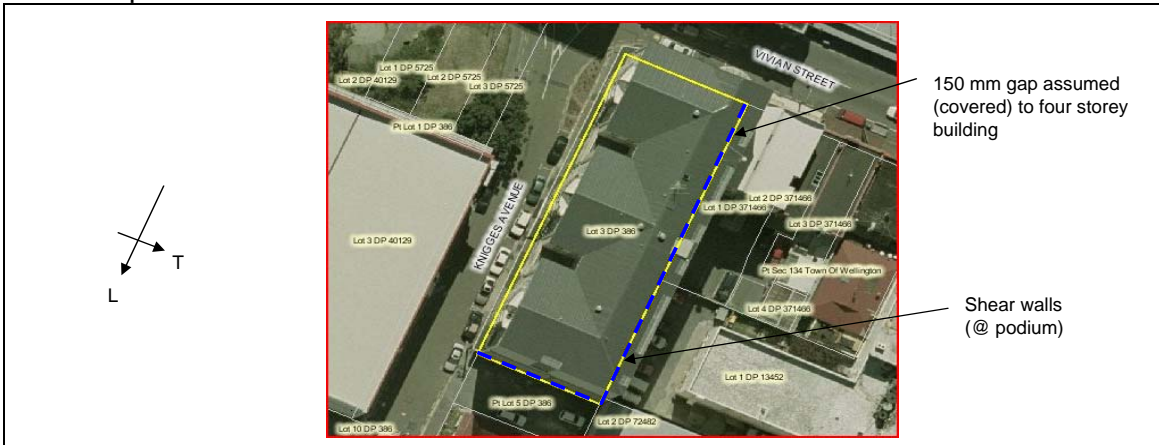 VIVIAN STREET
Lot 1 DP 5725
Lot 2 DP 40129
Lot 2 DP 5725
Lot 3 DP 5725
Pt Lot 1 DP 386
150 mm gap assumed
(covered) to four storey
building
KNIGGES AVENUE
Lot 2 DP 371466
Lot 1 DP 371466
Lot 3 DP 371466
Lot 3 DP 386
Lot 3 DP 40129
Pt Sec 134 Town Of Wellington
T
L
Lot 4 DP 371466
Shear walls
(@ podium)
Lot 1 DP 13452
Pt Lot 5 DP 386
Lot 2 DP 72482
Lot 10 DP 386